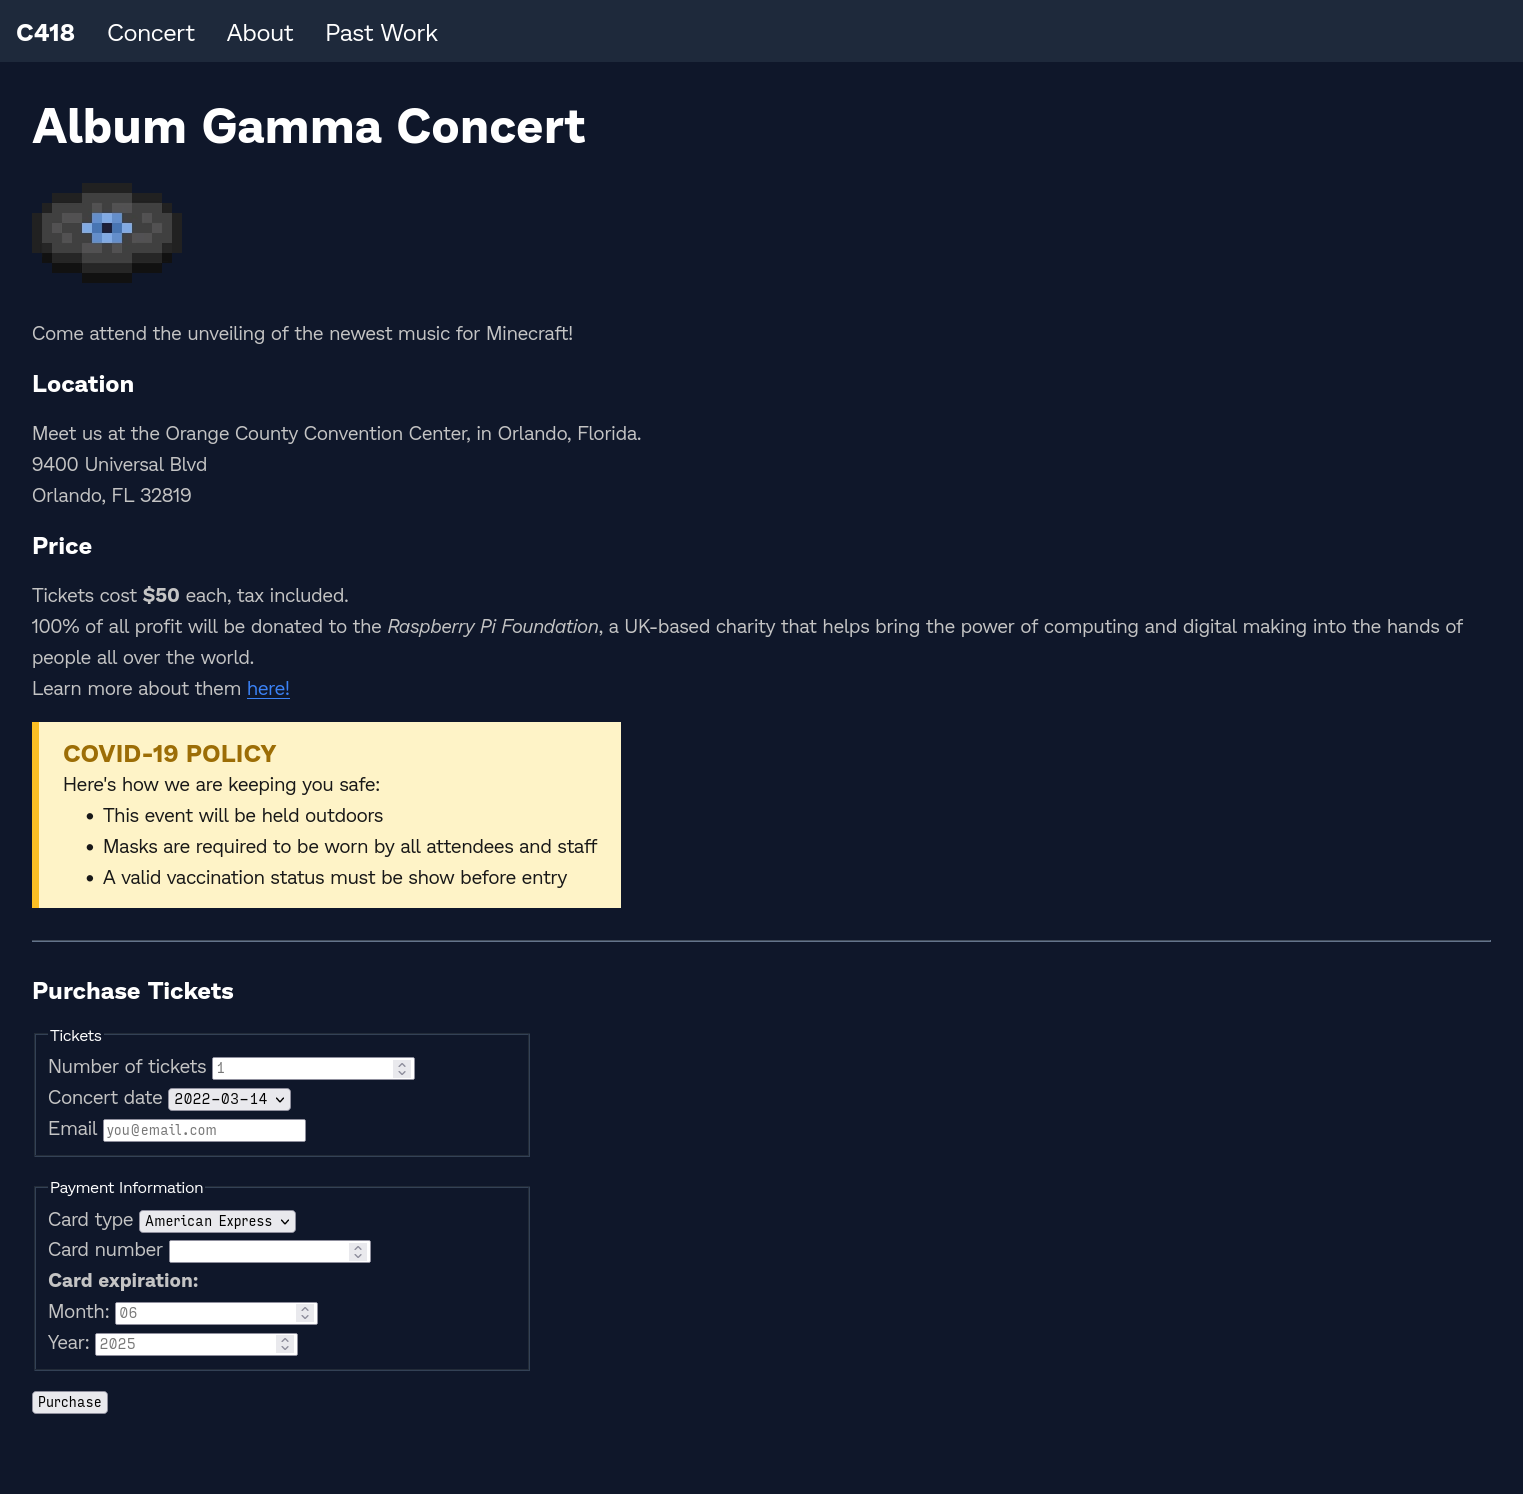 C418 Concert About Past Work
Album Gamma Concert
Come attend the unveiling of the newest music for Minecraft!
Location
Meet us at the Orange County Convention Center, in Orlando, Florida.
9400 Universal Blvd
Orlando, FL 32819
Price
Tickets cost $50 each, tax included.
100% of all profit will be donated to the Raspberry Pi Foundation, a UK-based charity that helps bring the power of computing and digital making into the hands of
people all over the world.
Learn more about them here!
COVID-19 POLICY
Here's how we are keeping you safe:
• This event will be held outdoors
• Masks are required to be worn by all attendees and staff
• A valid vaccination status must be show before entry
Purchase Tickets
Tickets
Number of tickets 1
Concert date 2022-03-14
Email you@email.com
Payment Information
Card type American Express
Card number
Card expiration:
Month: 06
Year: 2025
Purchase